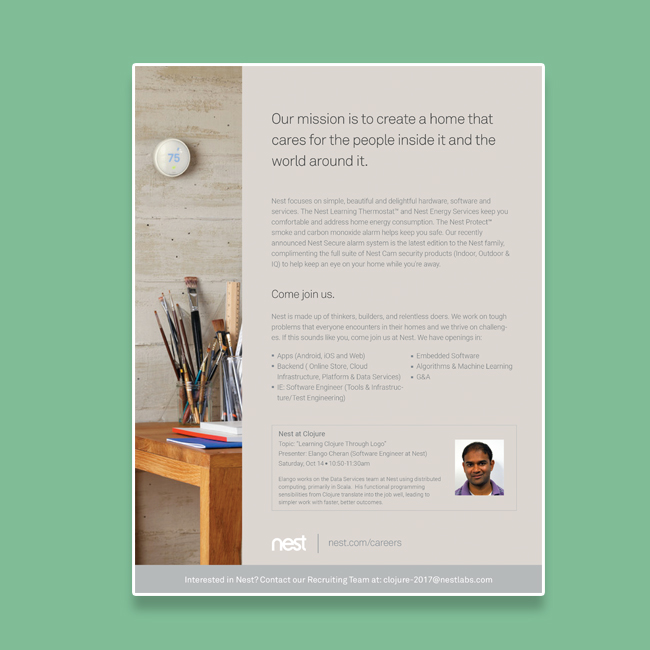 75
Our mission is to create a home that
cares for the people inside it and the
world around it.
Nest focuses on simple, beautiful and delightful hardware, software and
services. The Nest Learning Thermostat™ and Nest Energy Services keep you
comfortable and address home energy consumption. The Nest Protect™
smoke and carbon monoxide alarm helps keep you safe. Our recently
announced Nest Secure alarm system is the latest edition to the Nest family,
complimenting the full suite of Nest Cam security products (Indoor, Outdoor &
IQ) to help keep an eye on your home while you're away.
Come join us.
Nest is made up of thinkers, builders, and relentless doers. We work on tough
problems that everyone encounters in their homes and we thrive on challeng-
es. If this sounds like you, come join us at Nest. We have openings in:
• Apps (Android, iOS and Web)
• Backend ( Online Store, Cloud
Infrastructure, Platform & Data Services)
• IE: Software Engineer (Tools & Infrastruc-
ture/Test Engineering)
• Embedded Software
• Algorithms & Machine Learning
• G&A
Nest at Clojure
Topic: "Learning Clojure Through Logo"
Presenter: Elango Cheran (Software Engineer at Nest)
Saturday, Oct 14 • 10:50-11:30am
Elango works on the Data Services team at Nest using distributed
computing, primarily in Scala. His functional programming
sensibilities from Clojure translate into the job well, leading to
simpler work with faster, better outcomes.
nest | nest.com/careers
Interested in Nest? Contact our Recruiting Team at: clojure-2017@nestlabs.com